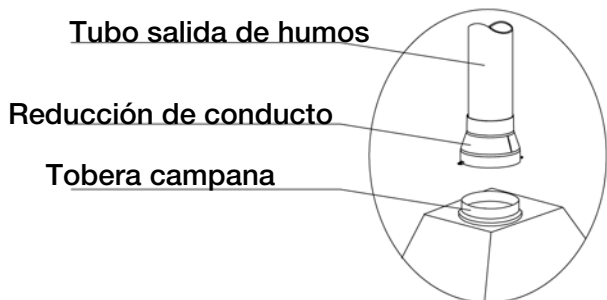 Tubo salida de humos
Reducción de conducto
Tobera campana